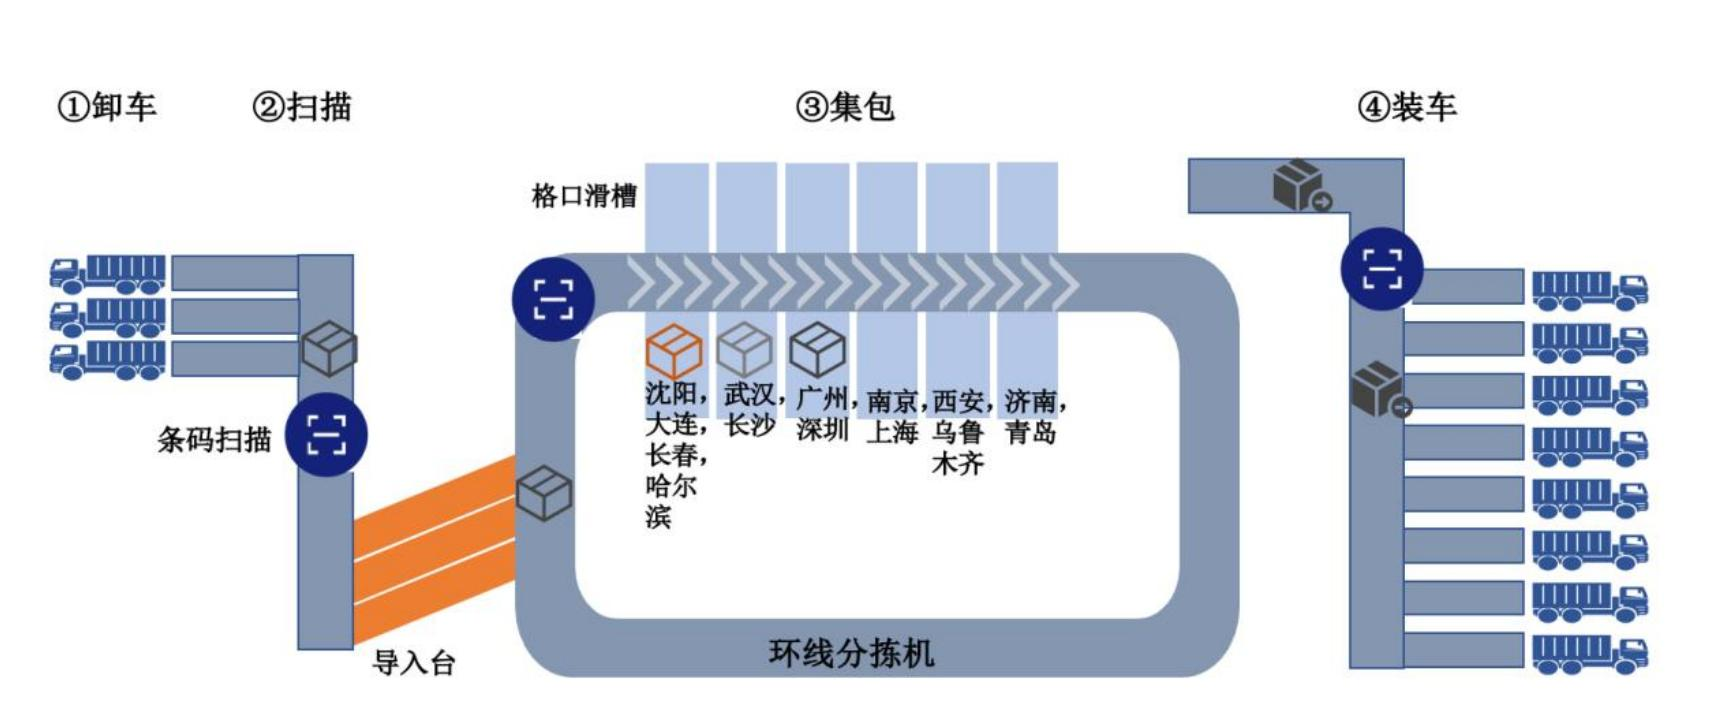 ①卸车
②扫描
③集包
④装车
格口滑槽
条码扫描
导入台
沈阳，
大连，
长春，
哈尔
滨
武汉，
长沙
广州，
深圳
南京，
上海
西安，
乌鲁
木齐
济南，
青岛
环线分拣机